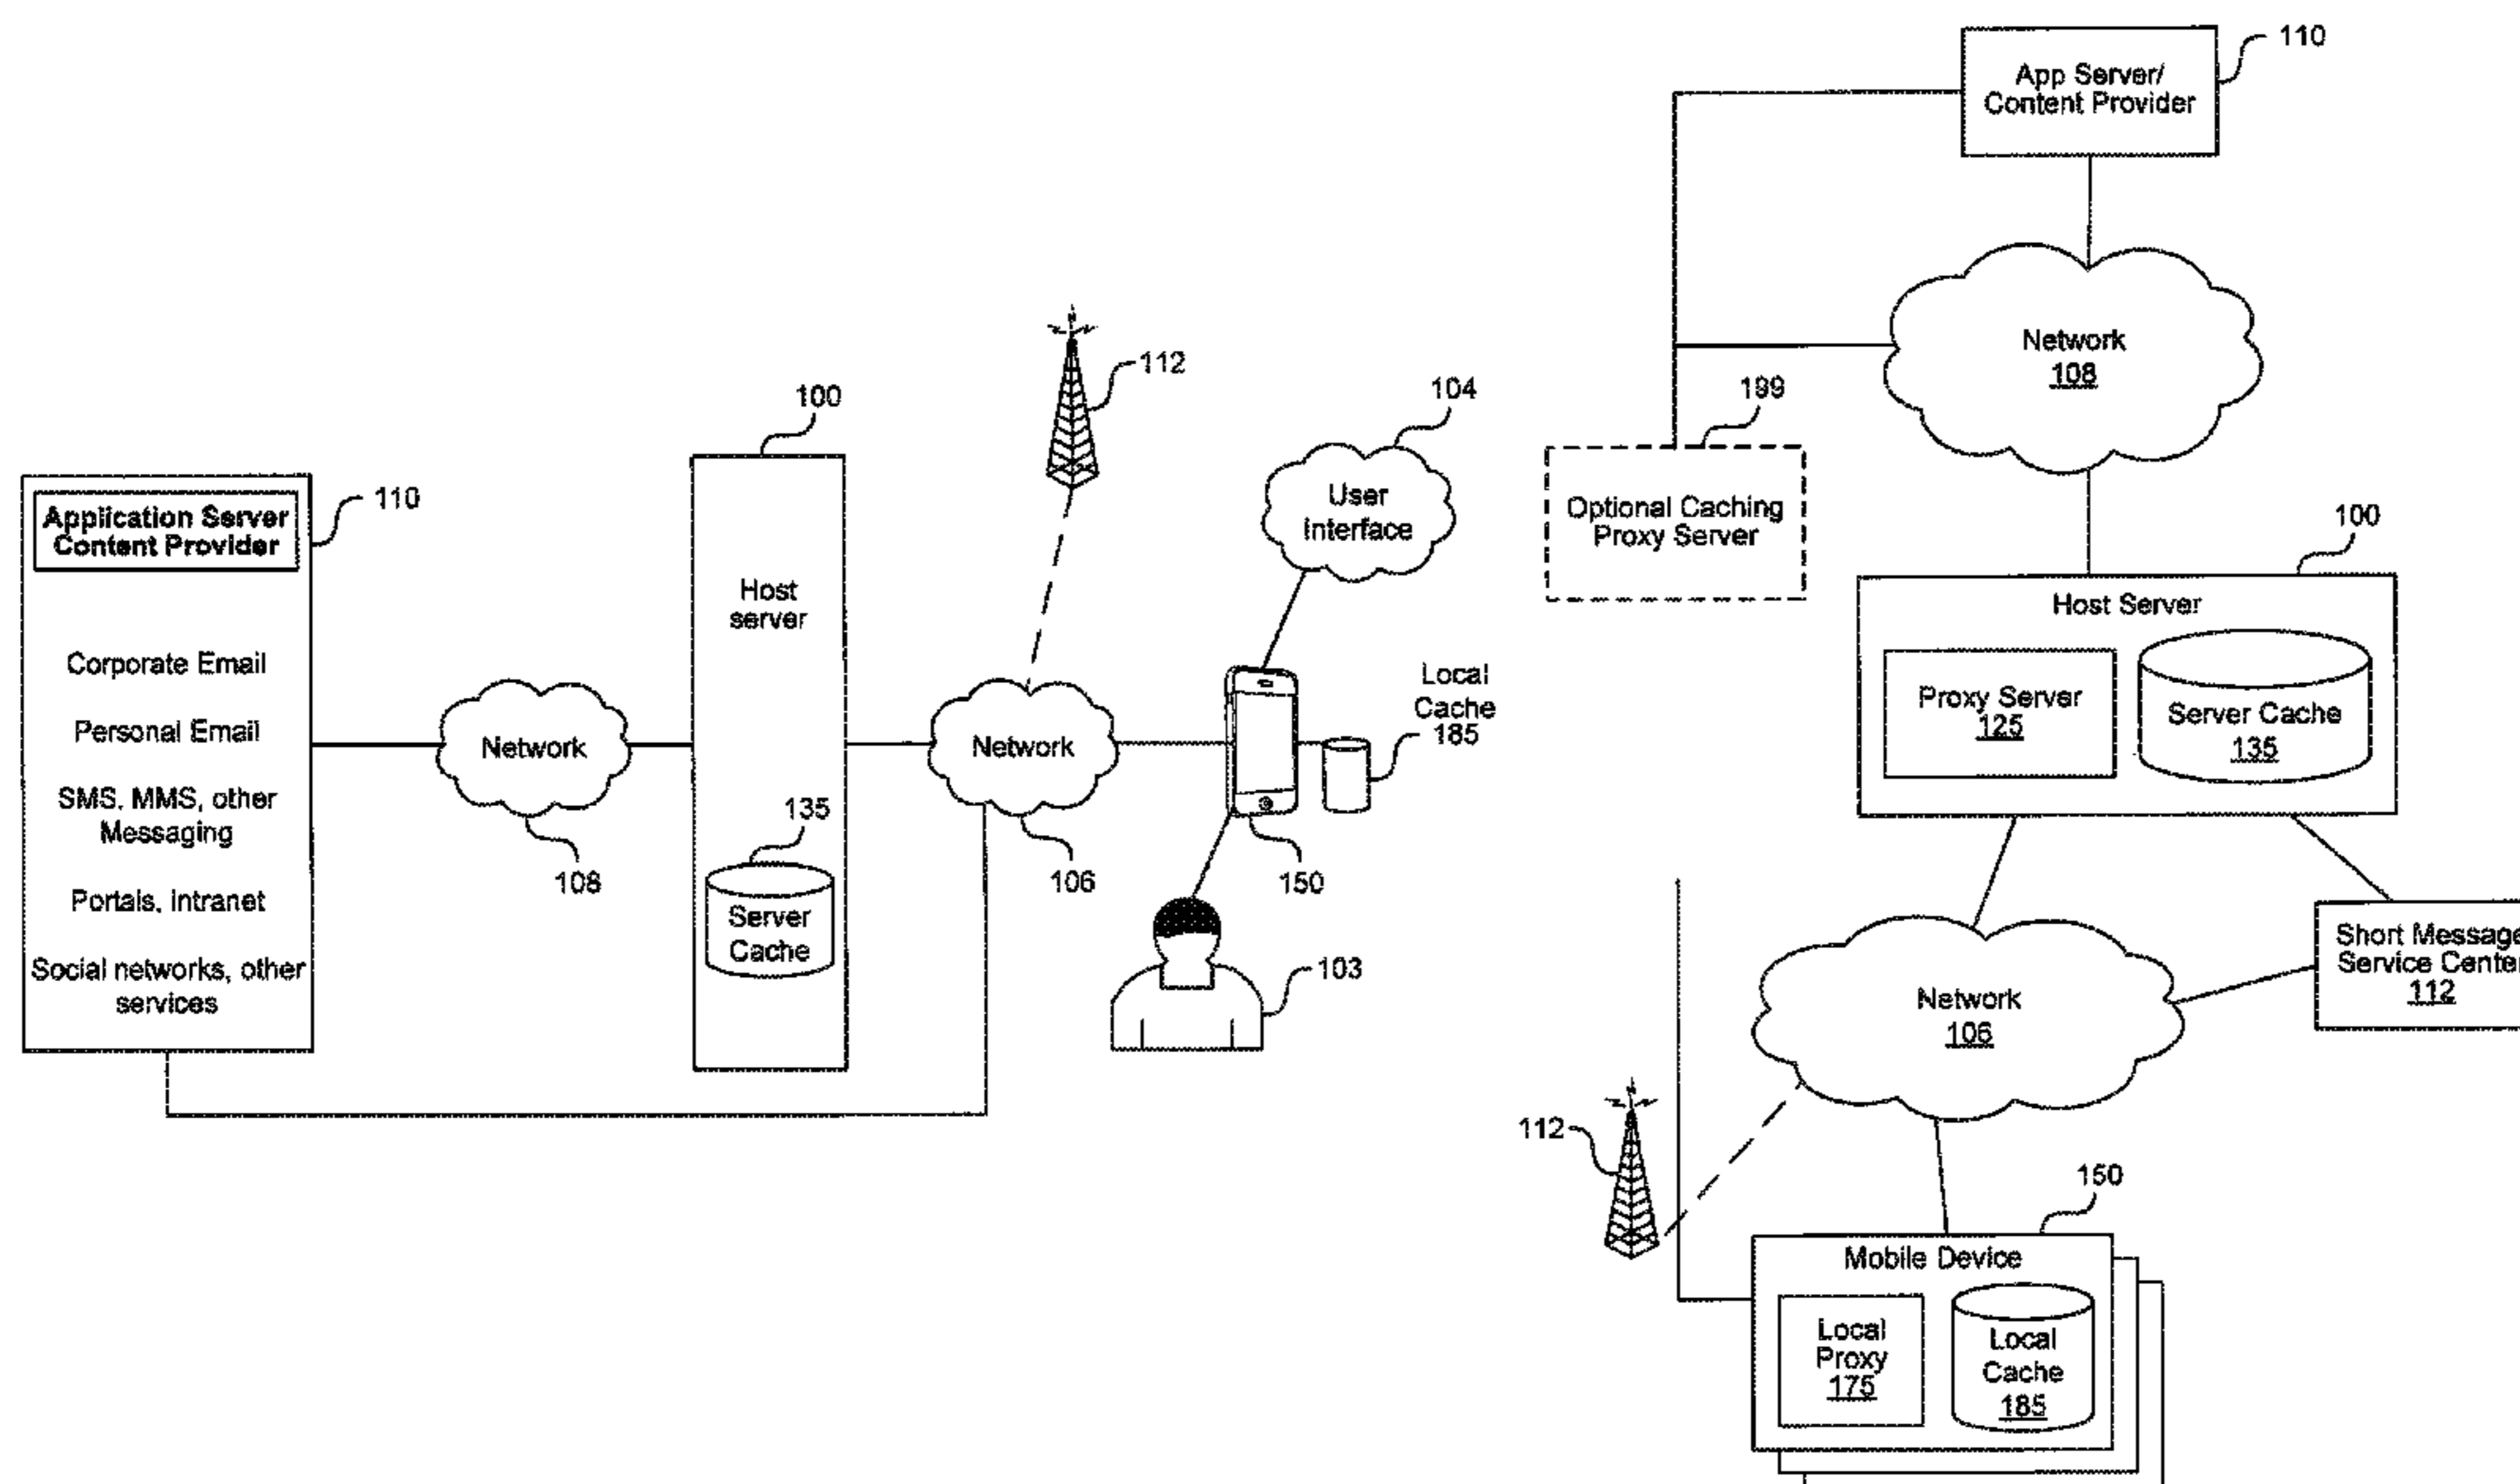 110
Application Server
Content Provider
Corporate Email
Personal Email
SMS, MMS, other
Messaging
Portals, intranet
Social networks, other
services
Network
108
100
Host
server
135
Server
Cache
112
Network
106
104
User
Interface
Local
Cache
185
150
103
110
App Server/
Content Provider
Network
108
199
Optional Caching
Proxy Server
100
Host Server
Proxy Server
125
Server Cache
135
Short Message
Service Center
112
Network
106
112
150
Mobile Device
Local
Proxy
175
Local
Cache
185